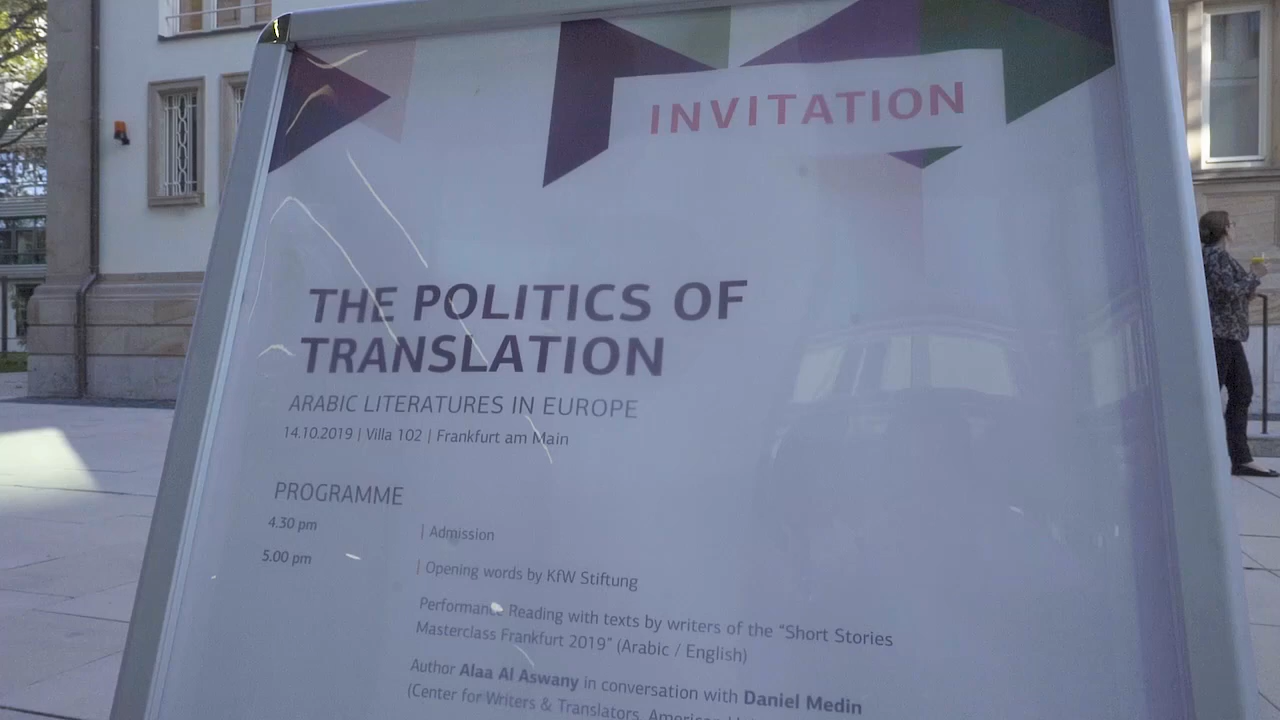 INVITATION
THE POLITICS OF
TRANSLATION
ARABIC LITERATURES IN EUROPE
14.10.2019 | Villa 102 | Frankfurt am Main
PROGRAMME
4.30 pm | Admission
5.00 pm | Opening words by KfW Stiftung
Performance Reading with texts by writers of the “Short Stories
Masterclass Frankfurt 2019” (Arabic / English)
Author Alaa Al Aswany in conversation with Daniel Medin
(Center for Writers & Translators,